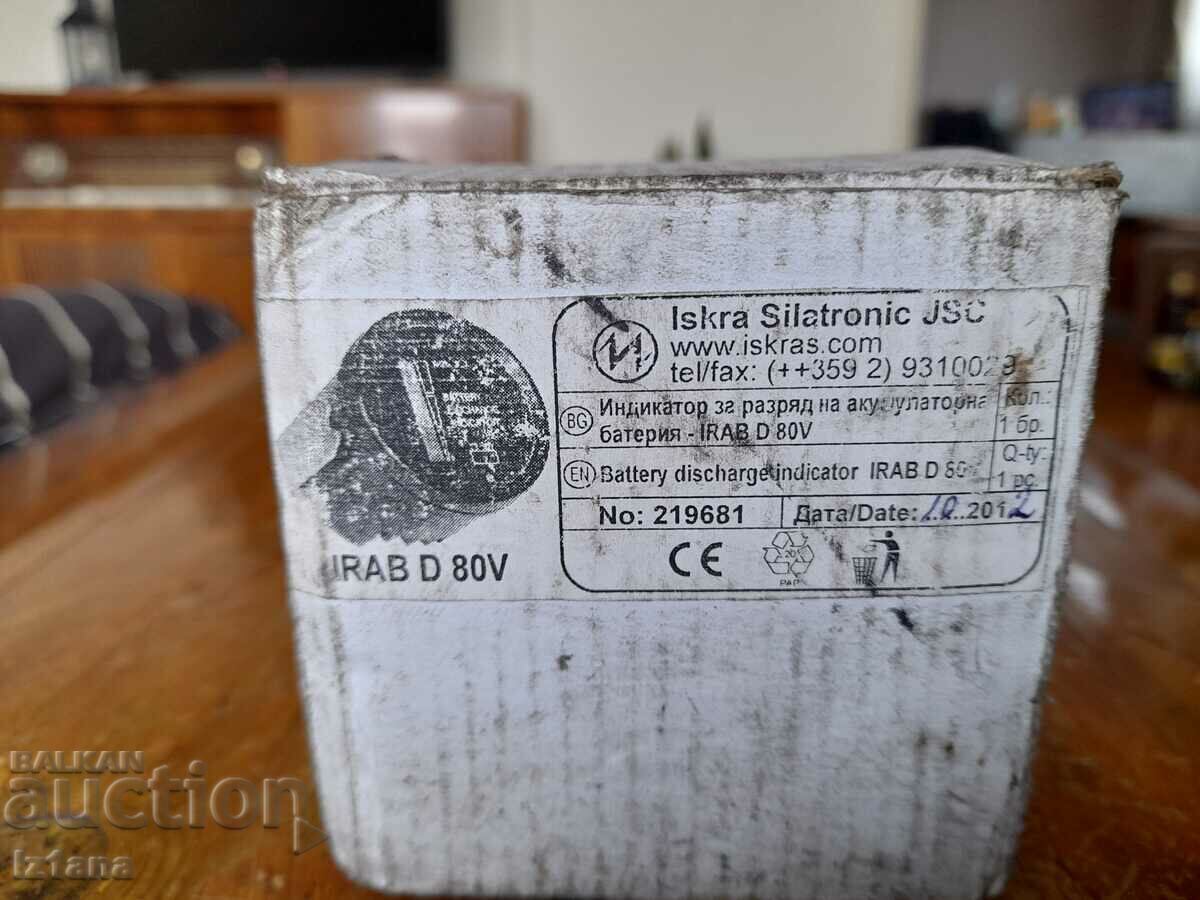 Iskra Silatronic JSC
www.iskras.com
tel/fax: (++359 2) 9310029
BG Индикатор за разряд на акумулаторна
батерия - IRAB D 80V
Кол.:
1 бр.
EN Battery discharge indicator IRAB D 80V
Q-ty:
1 pc.
No: 219681
Дата/Date: 10.2012
CE
20
PAP
IRAB D 80V
BALKAN
auction
iz1ana